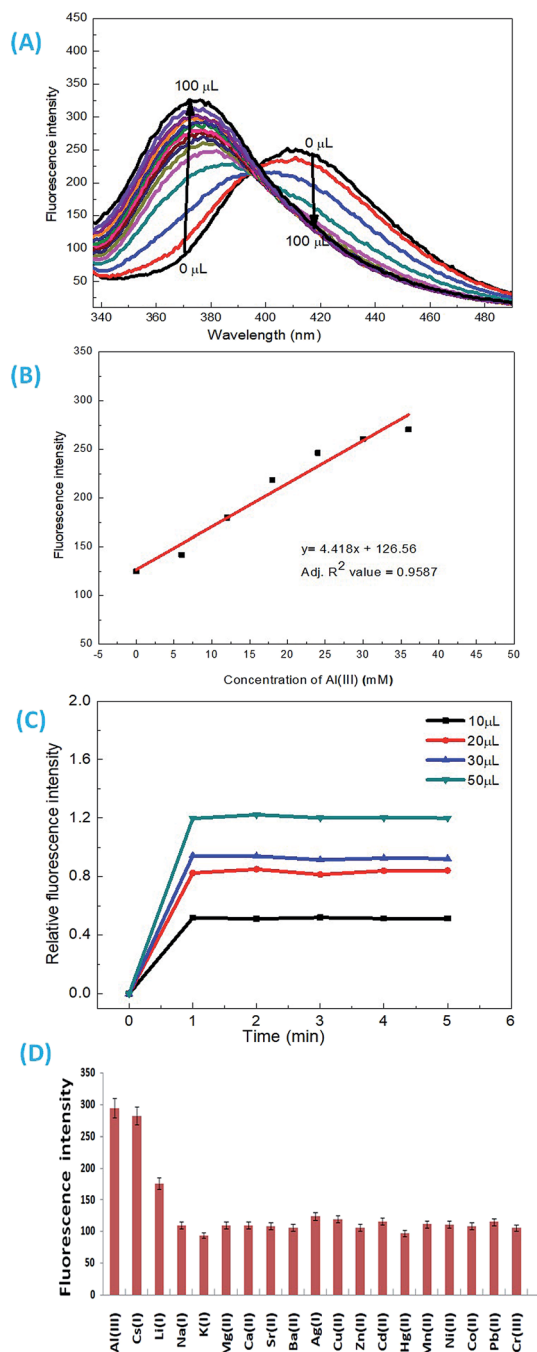 (A)
450
400
350
300
250
200
150
100
50
Fluorescence intensity
100 µL
0 µL
0 µL
100 µL
340 360 380 400 420 440 460 480
Wavelength (nm)
(B)
350
300
250
200
150
100
50
Fluorescence intensity
y= 4.418x + 126.56
Adj. R2 value = 0.9587
-5 0 5 10 15 20 25 30 35 40 45 50
Concentration of Al(III) (mM)
(C)
2.0
1.6
1.2
0.8
0.4
0.0
Relative fluorescence intensity
10µL
20µL
30µL
50µL
0 1 2 3 4 5 6
Time (min)
(D)
350
300
250
200
150
100
50
0
Fluorescence intensity
Al(III)
Cs(I)
Li(I)
Na(I)
K(I)
Mg(II)
Ca(II)
Sr(II)
Ba(II)
Ag(I)
Cu(II)
Zn(II)
Cd(II)
Hg(II)
Mn(II)
Ni(II)
Co(II)
Pb(II)
Cr(III)